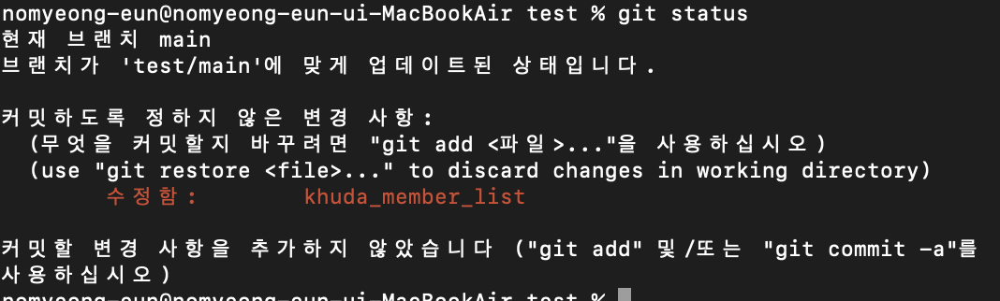 nomyeong-eun@nomyeong-eun-ui-MacBookAir test % git status
현재 브랜치 main
브랜치가 'test/main'에 맞게 업데이트된 상태입니다.
커밋하도록 정하지 않은 변경 사항:
(무엇을 커밋할지 바꾸려면 "git add <파일>..."을 사용하십시오)
(use "git restore <file>..." to discard changes in working directory)
수정함: khuda_member_list
커밋할 변경 사항을 추가하지 않았습니다 ("git add" 및/또는 "git commit -a"를
사용하십시오)
nomyeong-eun@nomyeong-eun-ui-MacBookAir test %